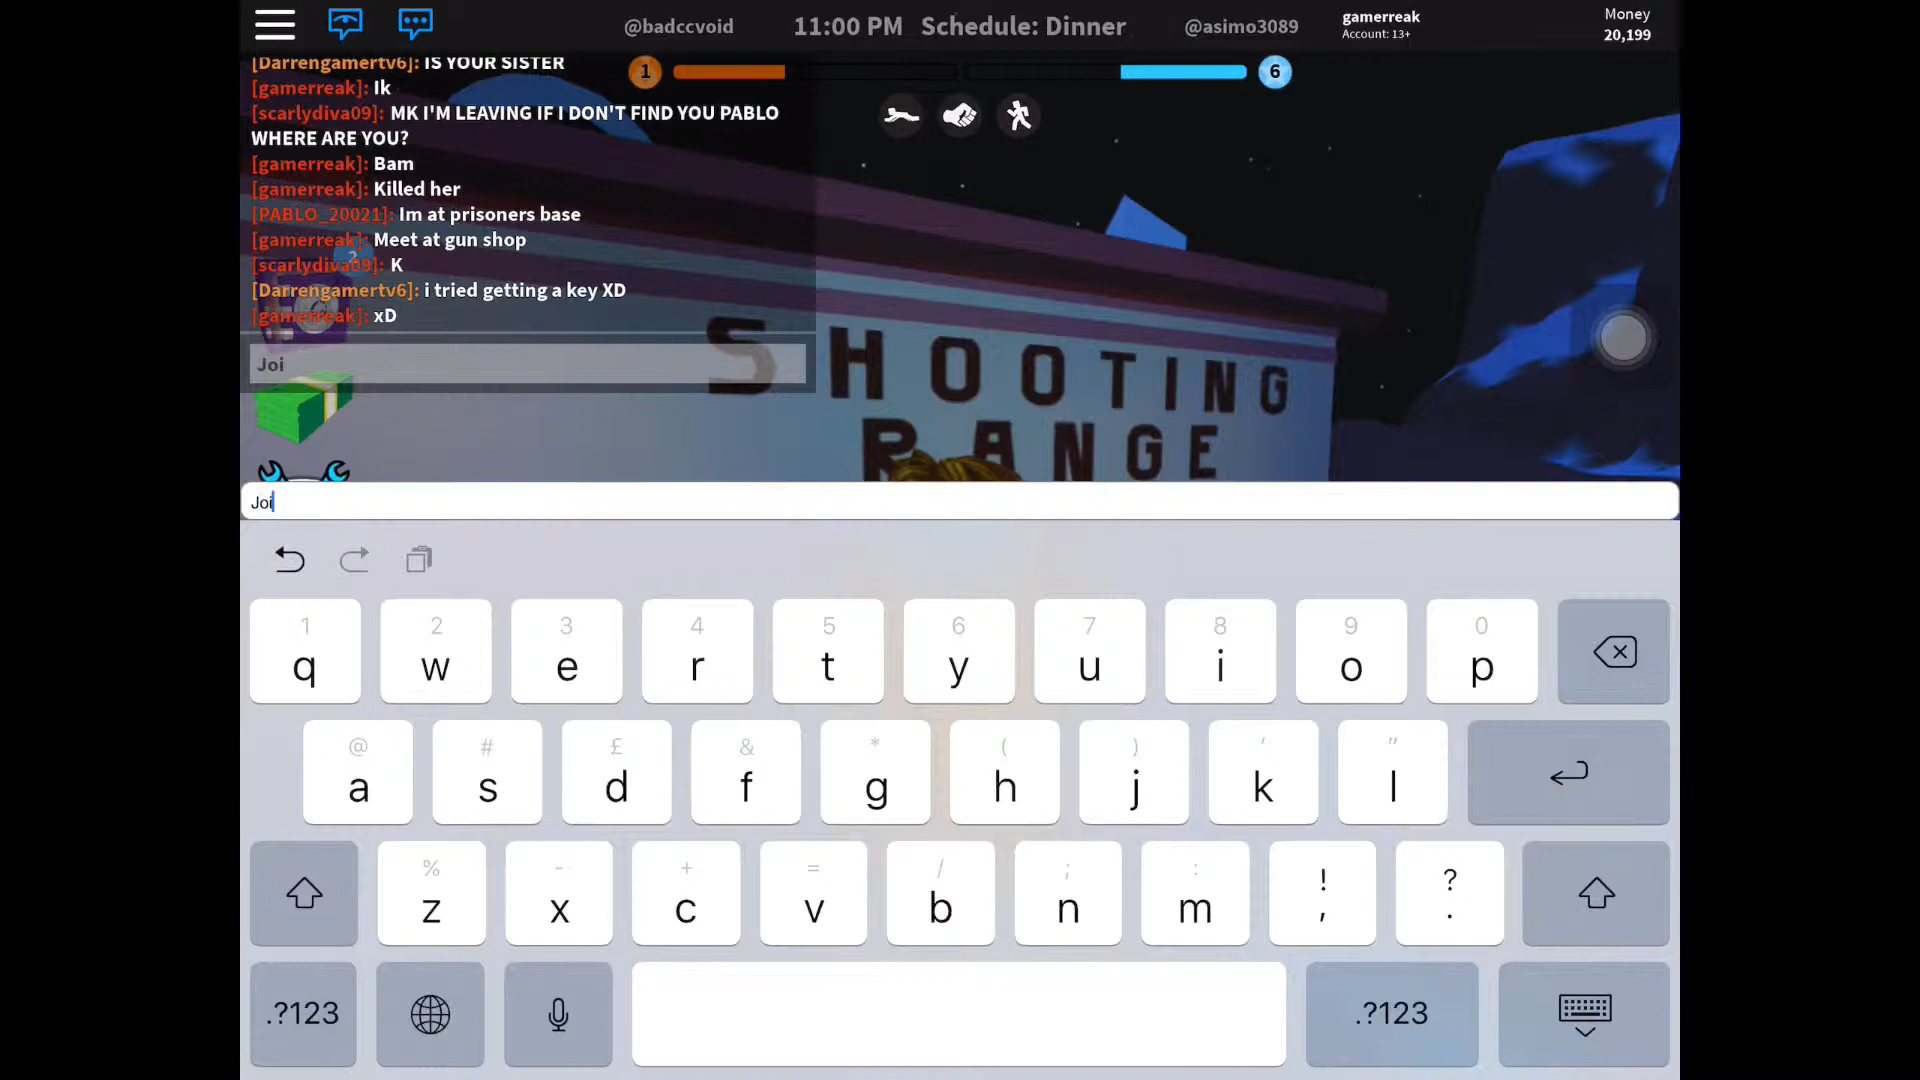 @badccvoid 11:00 PM Schedule: Dinner @asimo3089 gamerreak Money
Account: 13+ 20,199
[Darrengamertv6]: IS YOUR SISTER
1 6
[gamerreak]: Ik
[scarlydiva09]: MK I'M LEAVING IF I DON'T FIND YOU PABLO
WHERE ARE YOU?
[gamerreak]: Bam
[gamerreak]: Killed her
[PABLO_20021]: Im at prisoners base
[gamerreak]: Meet at gun shop
[scarlydiva09]: K
[Darrengamertv6]: i tried getting a key XD
[gamerreak]: xD
Joi
SHOOTING
RANGE
Joi
1 2 3 4 5 6 7 8 9 0
q w e r t y u i o p
@ # £ & * ( ) ' "
a s d f g h j k l
% - + = / ; : ! ?
z x c v b n m , .
.?123 .?123